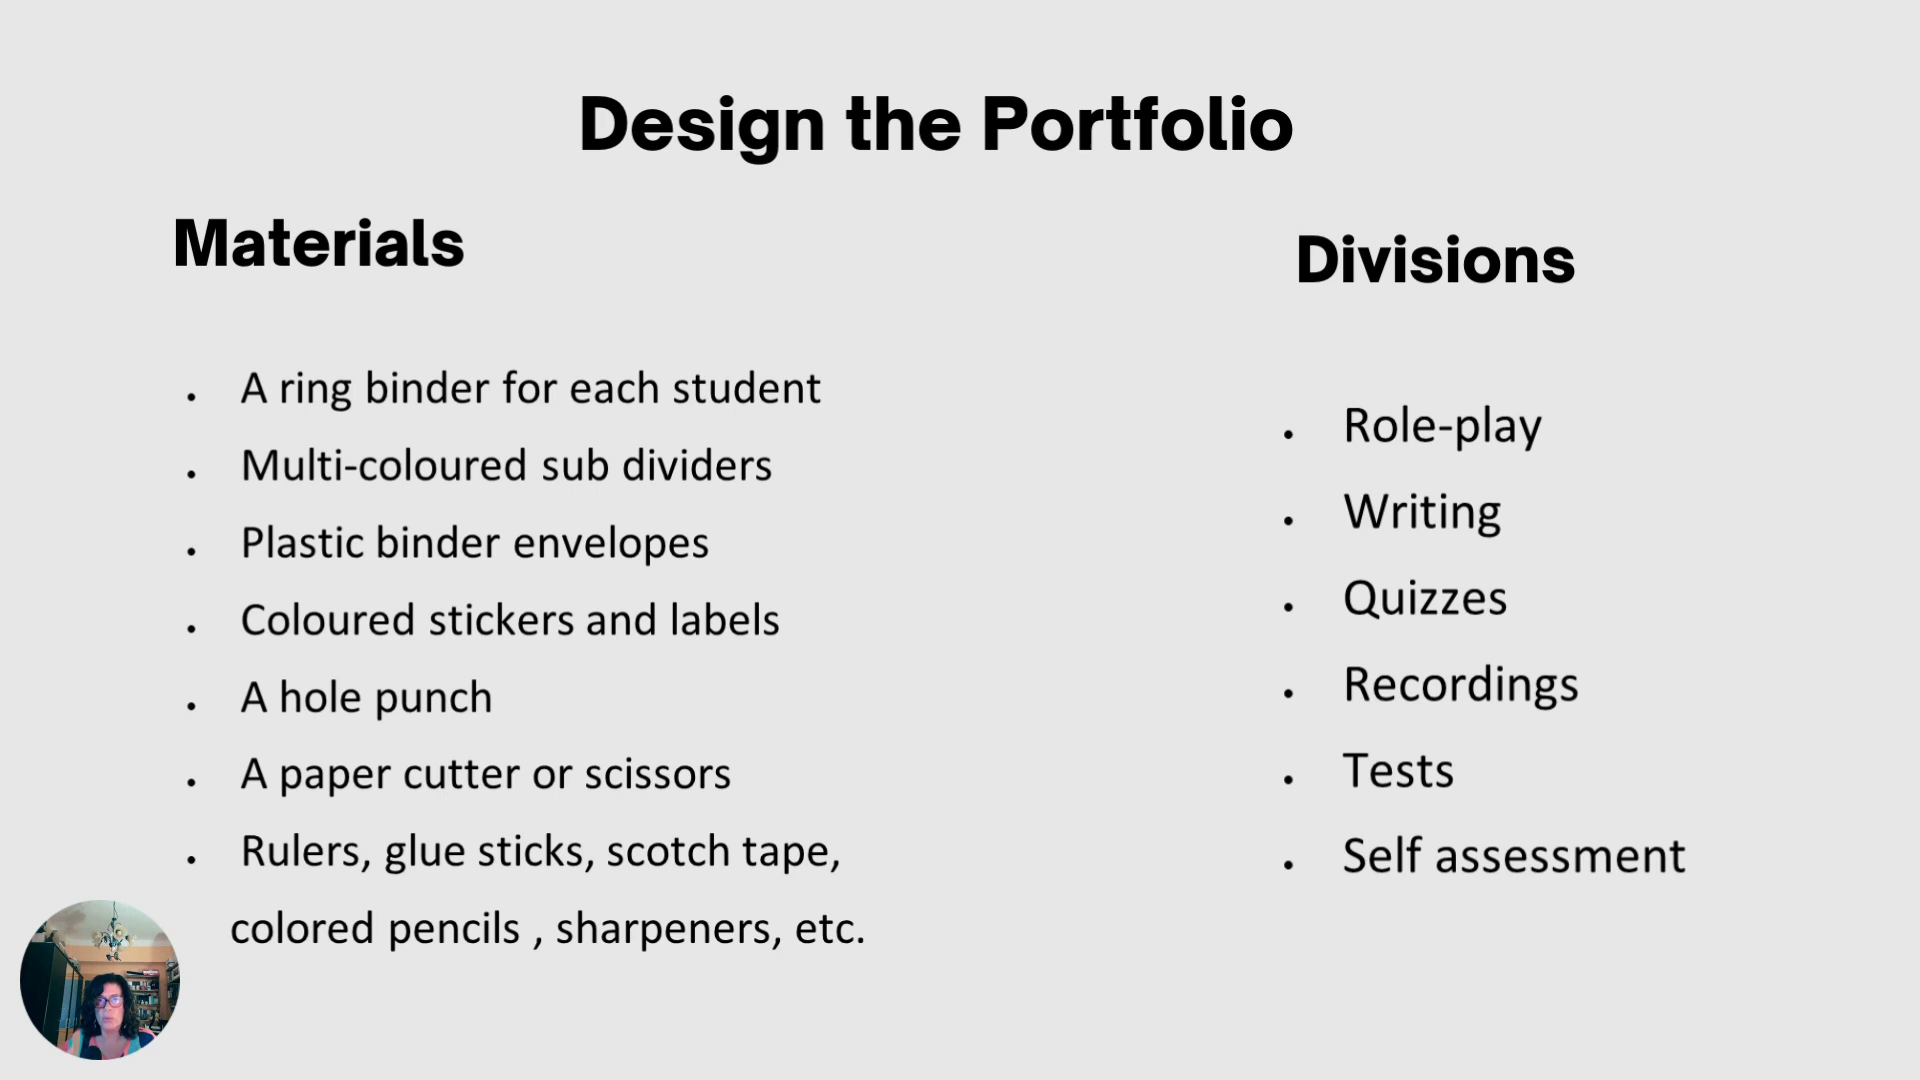 Design the Portfolio
Materials
• A ring binder for each student
• Multi-coloured sub dividers
• Plastic binder envelopes
• Coloured stickers and labels
• A hole punch
• A paper cutter or scissors
• Rulers, glue sticks, scotch tape,
colored pencils , sharpeners, etc.
Divisions
• Role-play
• Writing
• Quizzes
• Recordings
• Tests
• Self assessment